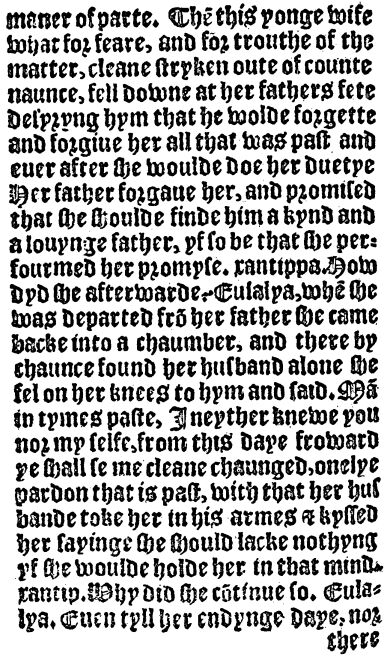 maner of parte. Thẽ this yonge wife
what for feare, and for trouthe of the
matter, cleane stryken oute of counte
naunce, fell downe at her fathers fete
desyryng hym that he wolde forgette
and forgiue her all that was past and
euer after she woulde doe her duetye
Her father forgaue her, and promised
that she shoulde finde him a kynd and
a louynge father, yf so be that she per⸗
fourmed her promyse. xantippa. How
dyd she afterwarde. Eulalya, whẽ she
was departed frõ her father she came
backe into a chaumber, and there by
chaunce found her husband alone she
fel on her knees to hym and said. Mã
in tymes paste, I neyther knewe you
nor my selfe, from this daye froward
ye shall se me cleane chaunged, onelye
pardon that is past, with that her hus
bande toke her in his armes & kyssed
her sayinge she should lacke nothyng
yf she woulde holde her in that mind.
xantip. Why did she cõtinue so. Eula⸗
lya. Euen tyll her endynge daye, nor
there